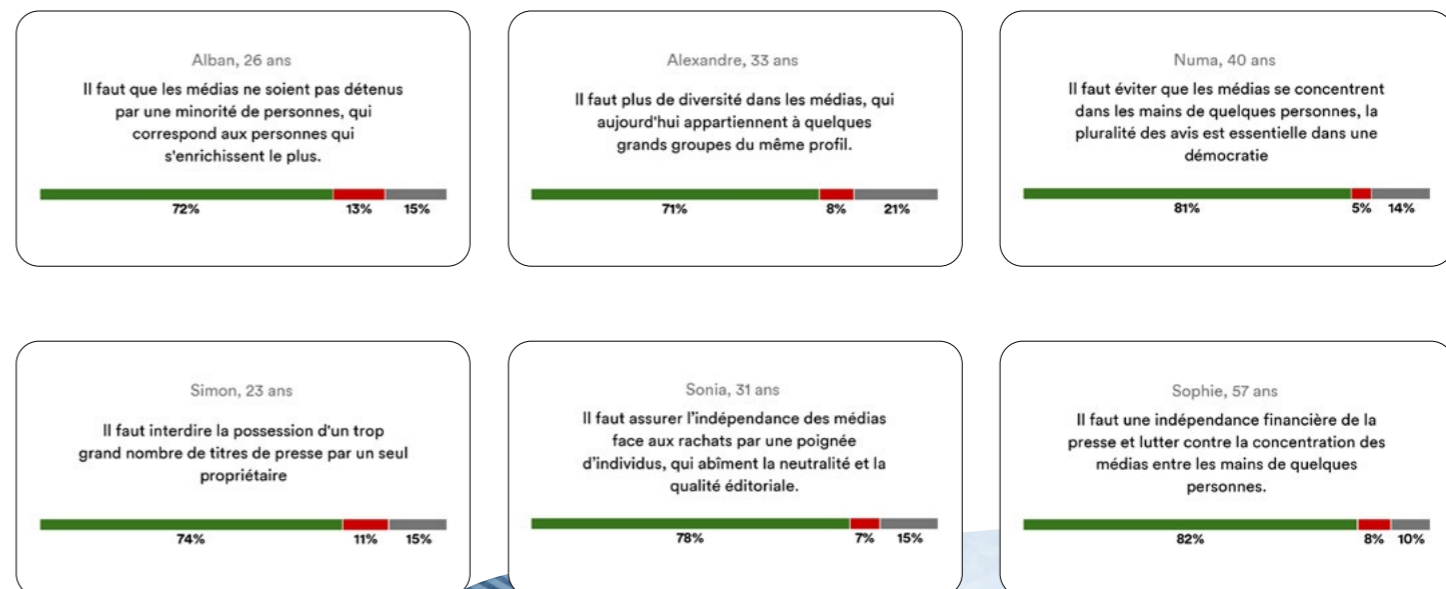 Alban, 26 ans
Il faut que les médias ne soient pas détenus
par une minorité de personnes, qui
correspond aux personnes qui
s'enrichissent le plus.
72% 13% 15%
Alexandre, 33 ans
Il faut plus de diversité dans les médias, qui
aujourd'hui appartiennent à quelques
grands groupes du même profil.
71% 8% 21%
Numa, 40 ans
Il faut éviter que les médias se concentrent
dans les mains de quelques personnes, la
pluralité des avis est essentielle dans une
démocratie
81% 5% 14%
Simon, 23 ans
Il faut interdire la possession d'un trop
grand nombre de titres de presse par un seul
propriétaire
74% 11% 15%
Sonia, 31 ans
Il faut assurer l'indépendance des médias
face aux rachats par une poignée
d'individus, qui abîment la neutralité et la
qualité éditoriale.
78% 7% 15%
Sophie, 57 ans
Il faut une indépendance financière de la
presse et lutter contre la concentration des
médias entre les mains de quelques
personnes.
82% 8% 10%